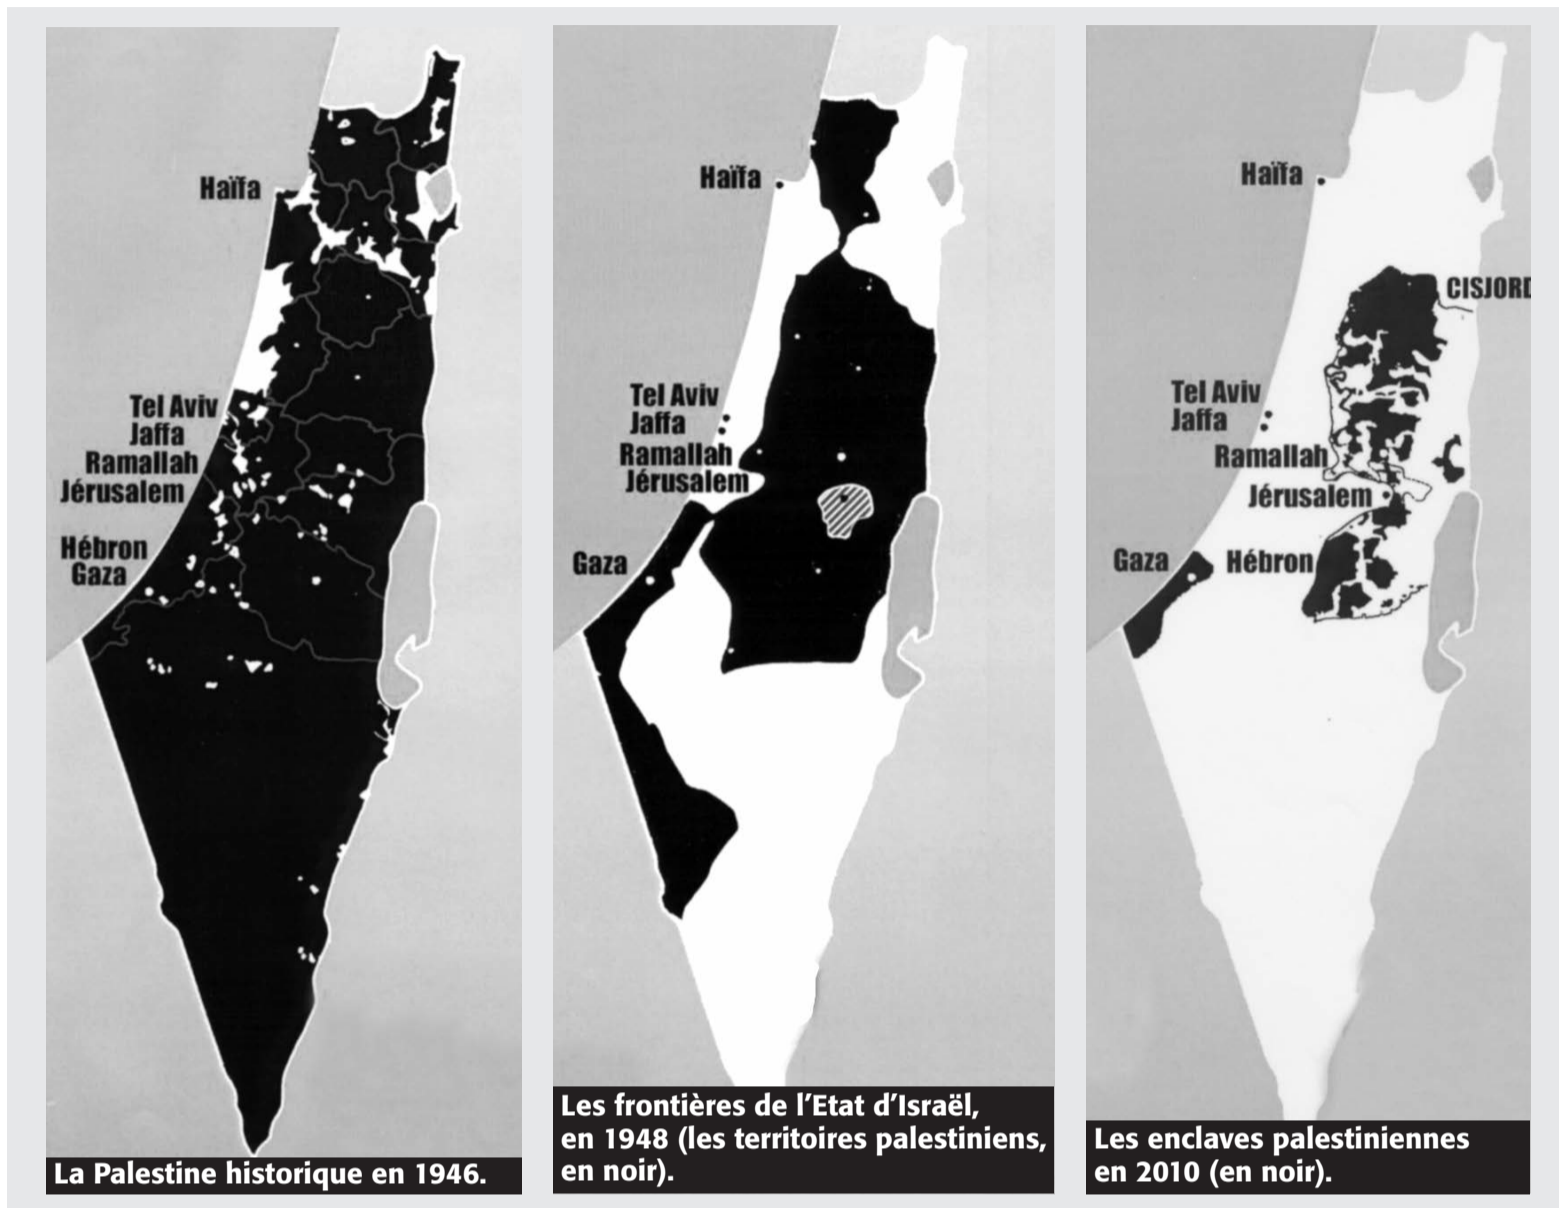 Haïfa
Tel Aviv
Jaffa
Ramallah
Jérusalem
Hébron
Gaza
La Palestine historique en 1946.
Haïfa
Tel Aviv
Jaffa
Ramallah
Jérusalem
Gaza
Les frontières de l'Etat d'Israël,
en 1948 (les territoires palestiniens,
en noir).
Haïfa
CISJORD
Tel Aviv
Jaffa
Ramallah
Jérusalem
Gaza Hébron
Les enclaves palestiniennes
en 2010 (en noir).